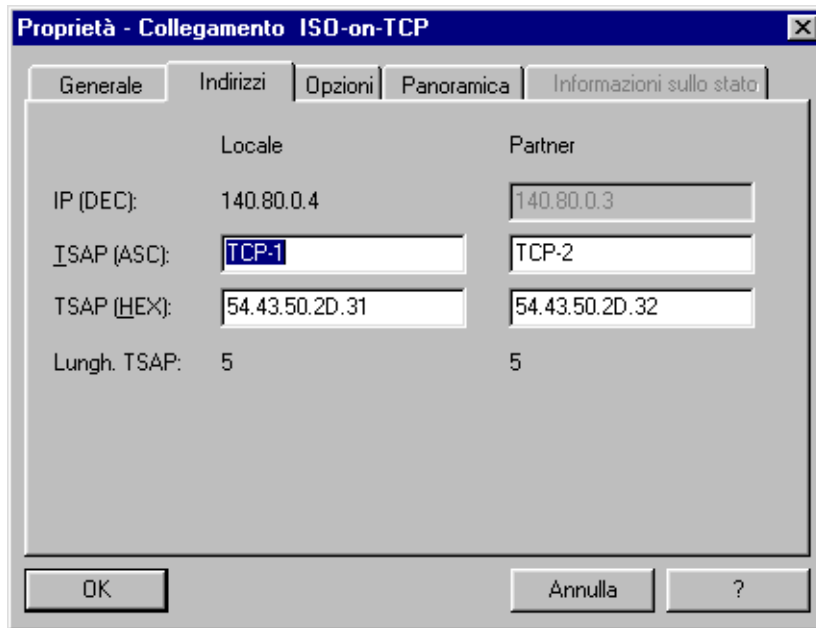 Proprietà - Collegamento ISO-on-TCP
Generale Indirizzi Opzioni Panoramica Informazioni sullo stato
Locale Partner
IP (DEC): 140.80.0.4 140.80.0.3
TSAP (ASC): TCP-1 TCP-2
TSAP (HEX): 54.43.50.2D.31 54.43.50.2D.32
Lungh. TSAP: 5 5
OK Annulla ?